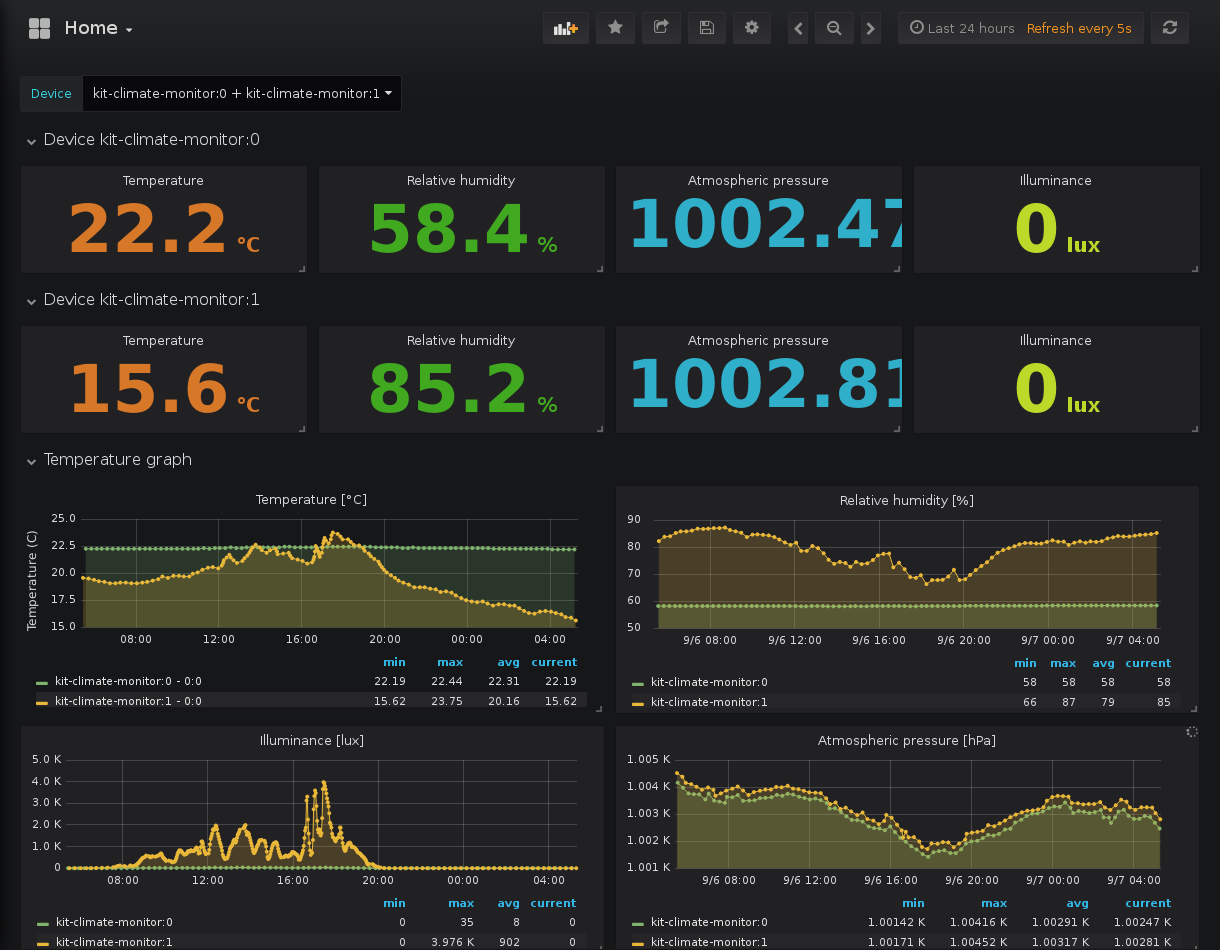 Home
Last 24 hours Refresh every 5s
Device kit-climate-monitor:0 + kit-climate-monitor:1
Device kit-climate-monitor:0
Temperature Relative humidity Atmospheric pressure Illuminance
22.2 °C 58.4 % 1002.47 0 lux
Device kit-climate-monitor:1
Temperature Relative humidity Atmospheric pressure Illuminance
15.6 °C 85.2 % 1002.81 0 lux
Temperature graph
Temperature [°C]
Temperature (C)
25.0
22.5
20.0
17.5
15.0
08:00 12:00 16:00 20:00 00:00 04:00
min max avg current
kit-climate-monitor:0 - 0:0 22.19 22.44 22.31 22.19
kit-climate-monitor:1 - 0:0 15.62 23.75 20.16 15.62
Relative humidity [%]
90
80
70
60
50
9/6 08:00 9/6 12:00 9/6 16:00 9/6 20:00 9/7 00:00 9/7 04:00
min max avg current
kit-climate-monitor:0 58 58 58 58
kit-climate-monitor:1 66 87 79 85
Illuminance [lux]
5.0 K
4.0 K
3.0 K
2.0 K
1.0 K
0
08:00 12:00 16:00 20:00 00:00 04:00
min max avg current
kit-climate-monitor:0 0 35 8 0
kit-climate-monitor:1 0 3.976 K 902 0
Atmospheric pressure [hPa]
1.005 K
1.004 K
1.003 K
1.002 K
1.001 K
9/6 08:00 9/6 12:00 9/6 16:00 9/6 20:00 9/7 00:00 9/7 04:00
min max avg current
kit-climate-monitor:0 1.00142 K 1.00416 K 1.00291 K 1.00247 K
kit-climate-monitor:1 1.00171 K 1.00452 K 1.00317 K 1.00281 K